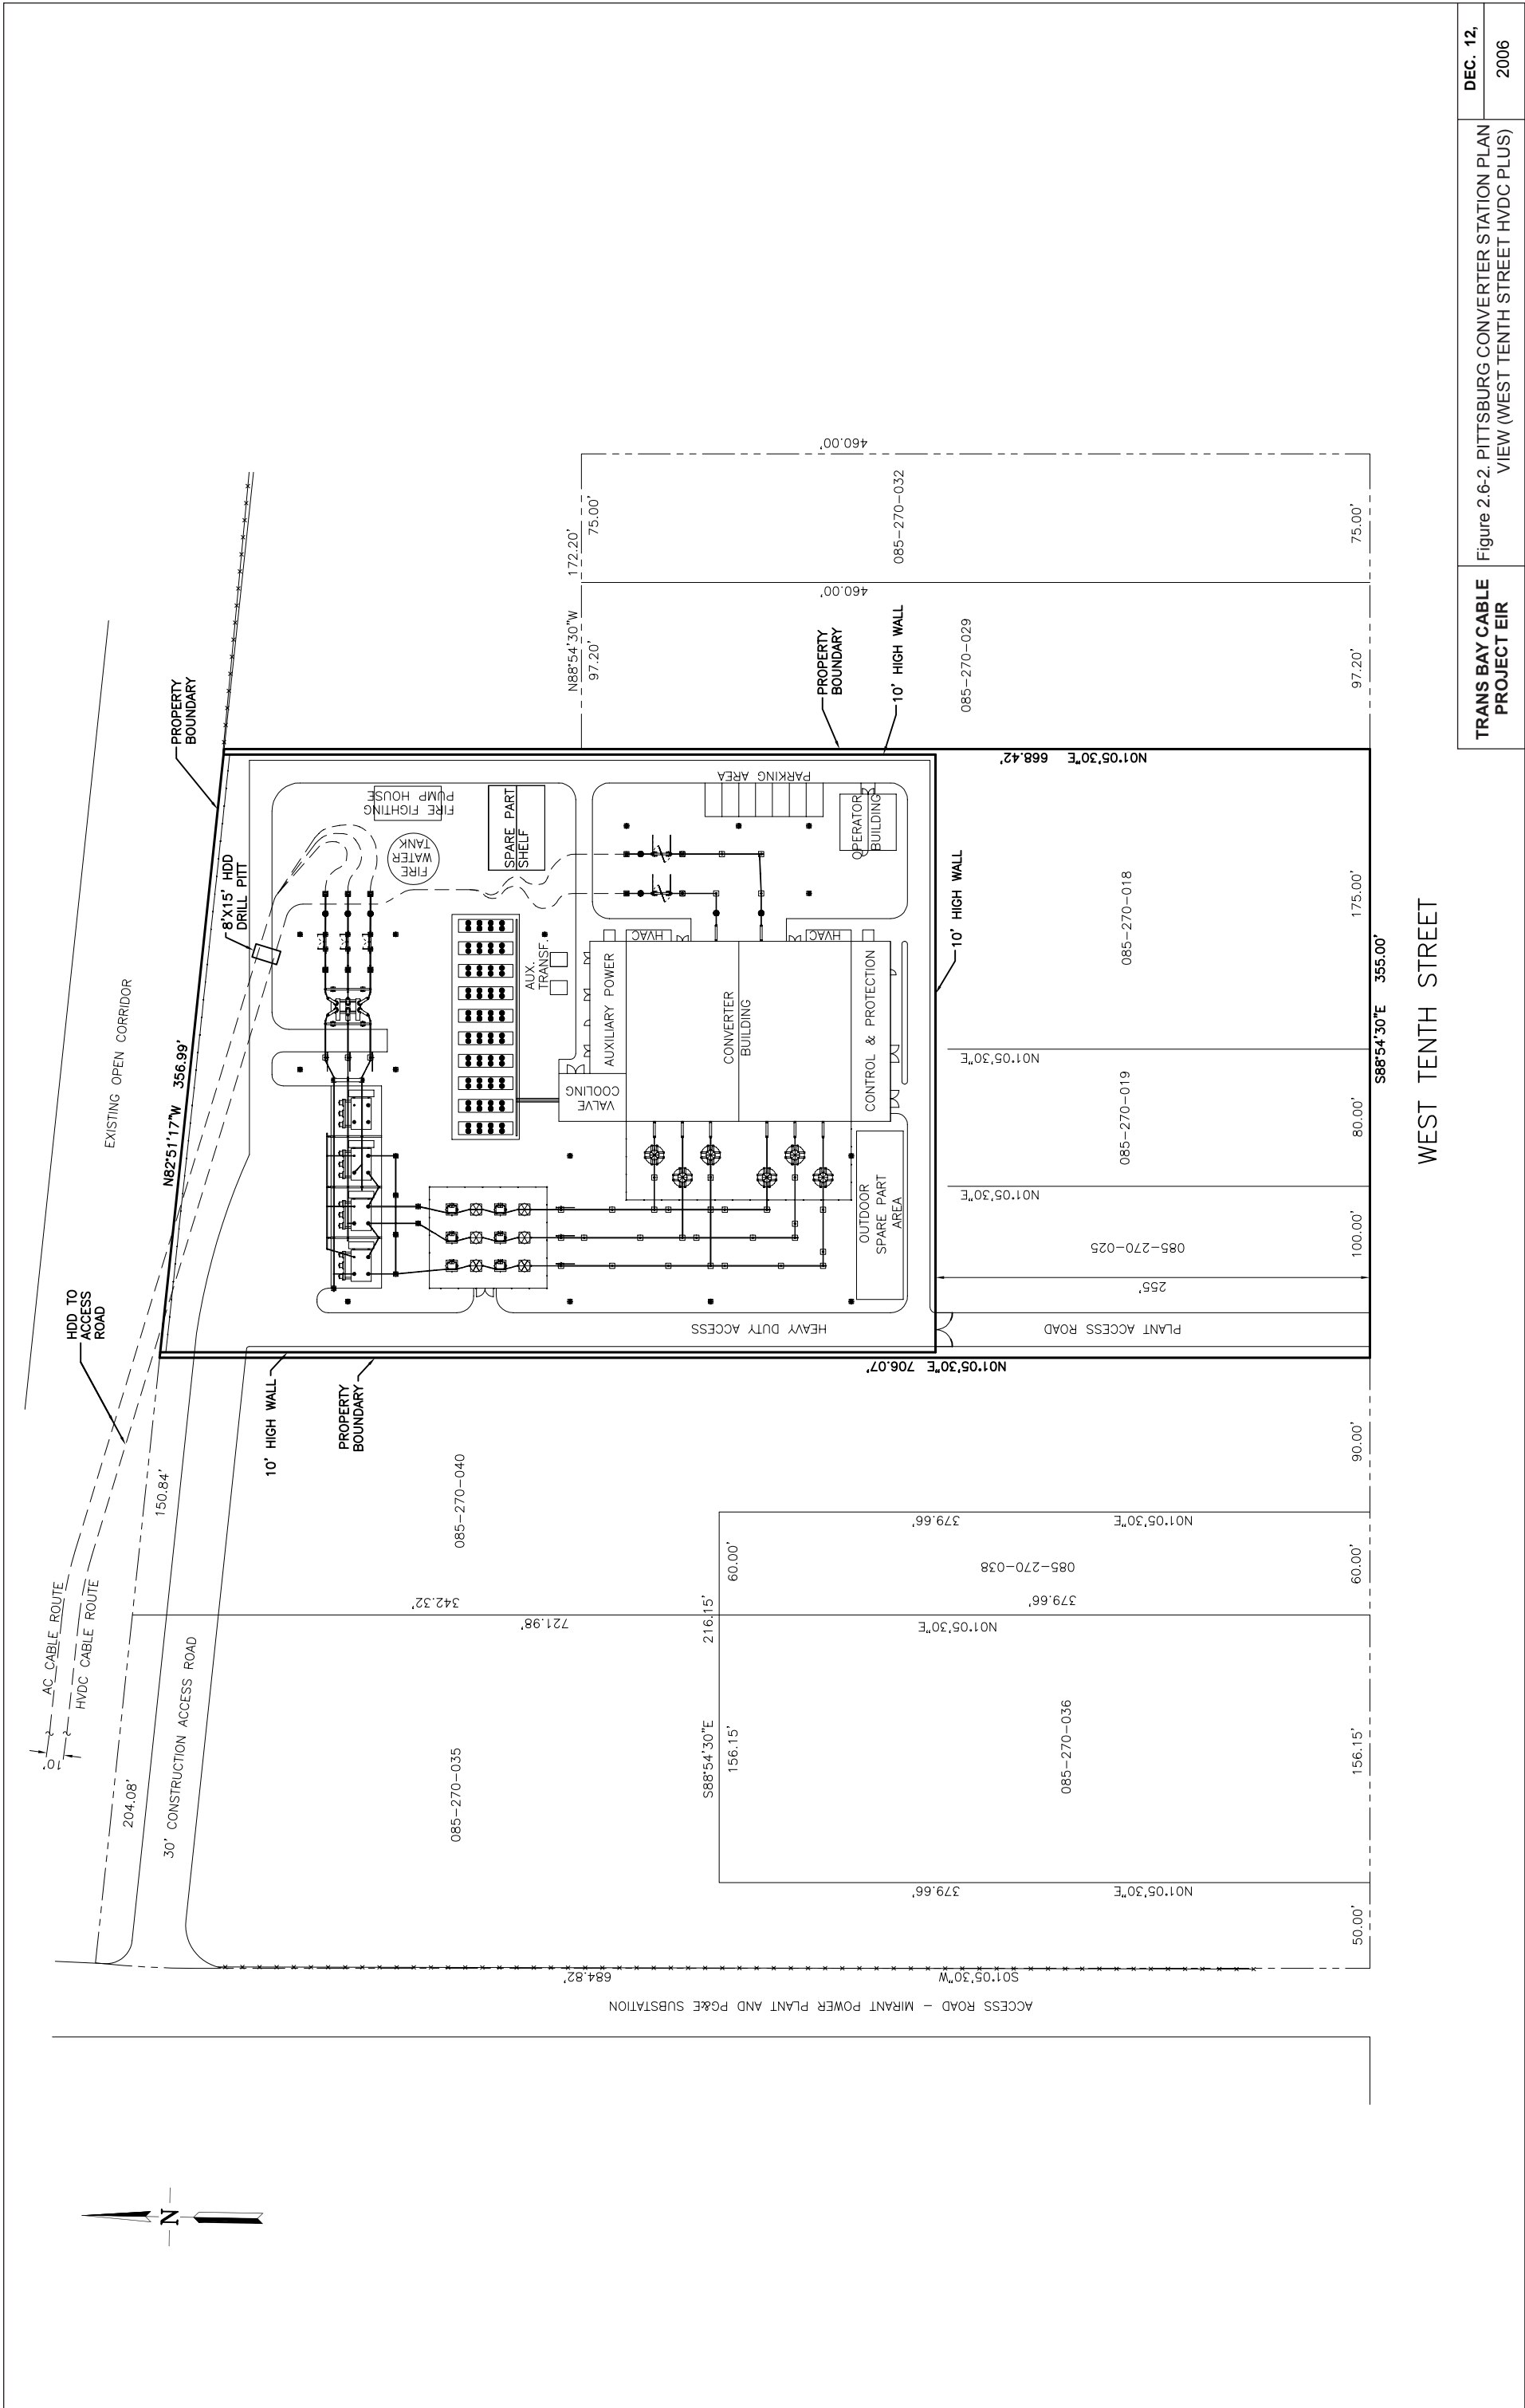 AC CABLE ROUTE
HVDC CABLE ROUTE
10'
HDD TO
ACCESS
ROAD
EXISTING OPEN CORRIDOR
PROPERTY
BOUNDARY
8'X15' HDD
DRILL PITT
N82°51'17"W 356.99'
204.08'
150.84'
30' CONSTRUCTION ACCESS ROAD
10' HIGH WALL
PROPERTY
BOUNDARY
FIRE FIGHTING
PUMP HOUSE
FIRE
WATER
TANK
SPARE PART
SHELF
AUX.
TRANSF.
HVAC
HVAC
PARKING AREA
OPERATOR
BUILDING
AUXILIARY POWER
VALVE
COOLING
CONVERTER
BUILDING
CONTROL & PROTECTION
OUTDOOR
SPARE PART
AREA
HEAVY DUTY ACCESS
PLANT ACCESS ROAD
N88°54'30"W 172.20'
97.20'
75.00'
460.00'
460.00'
085-270-032
085-270-029
PROPERTY
BOUNDARY
10' HIGH WALL
10' HIGH WALL
N01°05'30"E 668.42'
N01°05'30"E 706.07'
085-270-040
085-270-035
342.32'
721.98'
S88°54'30"E
216.15'
156.15'
60.00'
379.66'
N01°05'30"E
085-270-038
379.66'
N01°05'30"E
085-270-036
379.66'
N01°05'30"E
085-270-018
N01°05'30"E
085-270-019
N01°05'30"E
085-270-025
255'
684.82'
S01°05'30"W
ACCESS ROAD - MIRANT POWER PLANT AND PG&E SUBSTATION
50.00'
156.15'
60.00'
90.00'
100.00'
80.00'
175.00'
97.20'
75.00'
S88°54'30"E 355.00'
WEST TENTH STREET
N
TRANS BAY CABLE
PROJECT EIR
Figure 2.6-2. PITTSBURG CONVERTER STATION PLAN
VIEW (WEST TENTH STREET HVDC PLUS)
DEC. 12,
2006